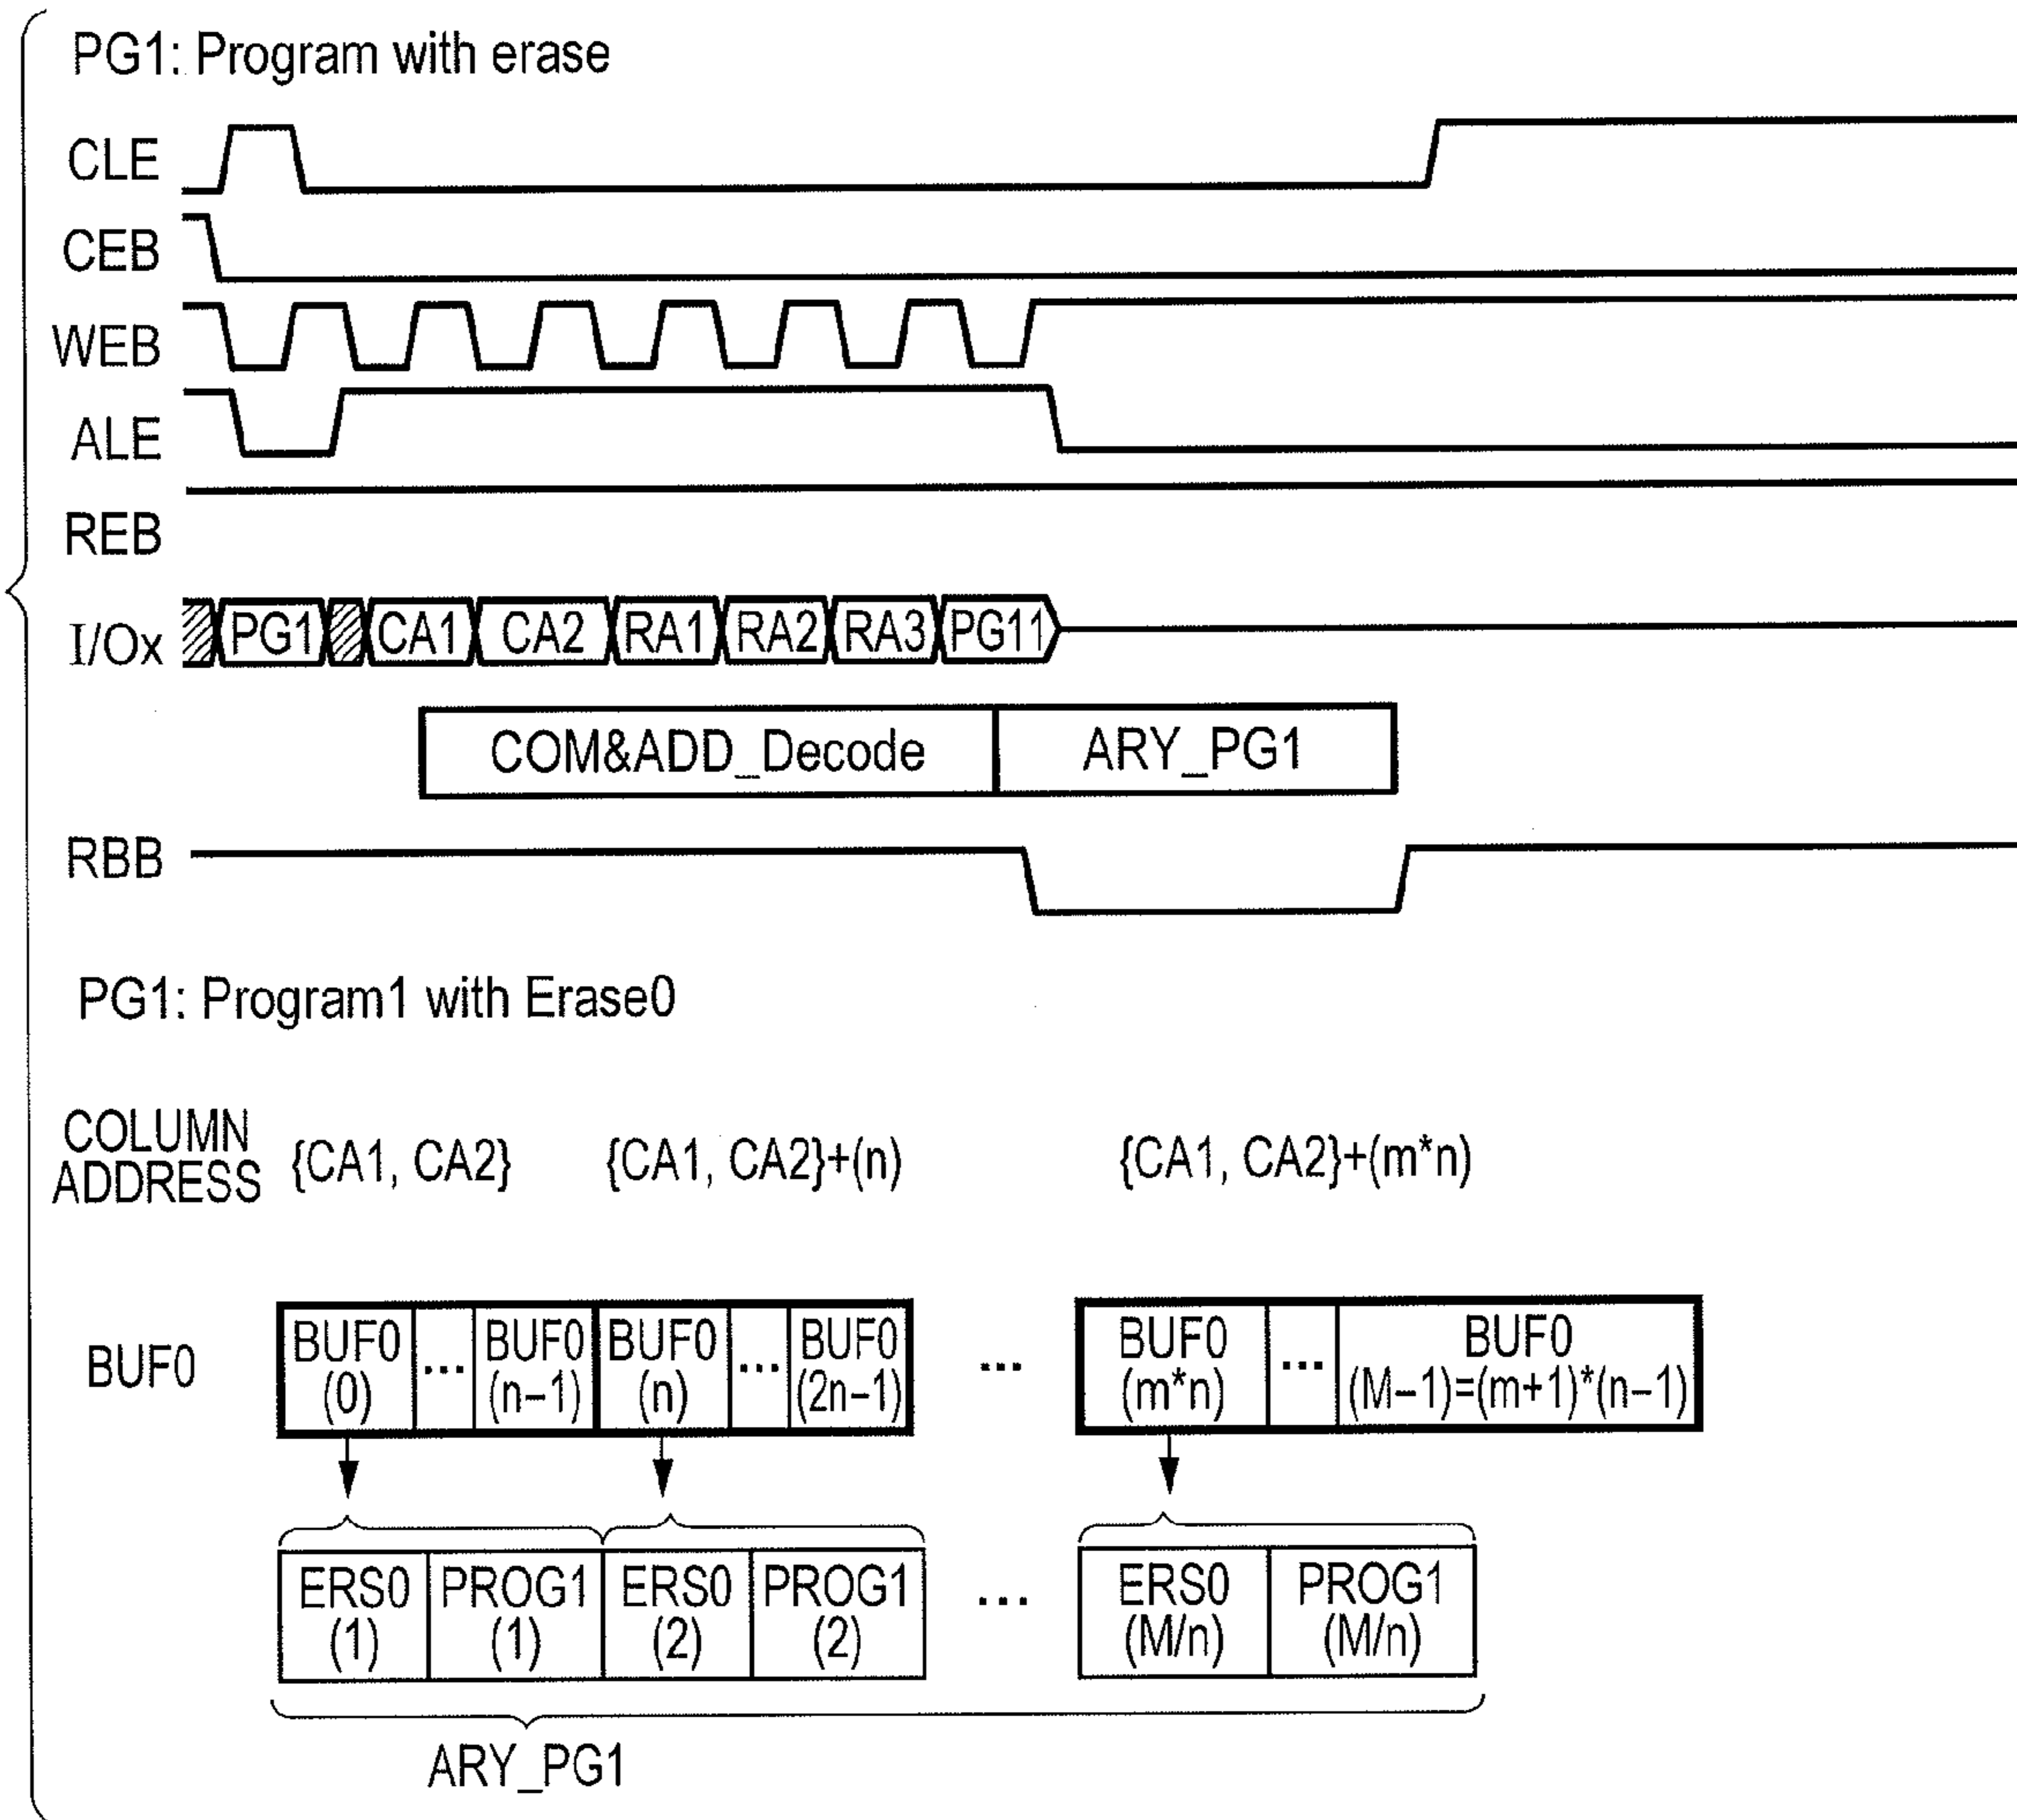 PG1: Program with erase
CLE
CEB
WEB
ALE
REB
I/Ox PG1 CA1 CA2 RA1 RA2 RA3 PG11
COM&ADD_Decode ARY_PG1
RBB
PG1: Program1 with Erase0
COLUMN
ADDRESS {CA1, CA2} {CA1, CA2}+(n) {CA1, CA2}+(m*n)
BUF0 BUF0 ... BUF0 BUF0 ... BUF0 ... BUF0 ... BUF0
(0) (n−1) (n) (2n−1) (m*n) (M−1)=(m+1)*(n−1)
ERS0 PROG1 ERS0 PROG1 ... ERS0 PROG1
(1) (1) (2) (2) (M/n) (M/n)
ARY_PG1